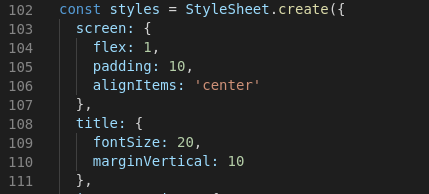 102 const styles = StyleSheet.create({
103 screen: {
104 flex: 1,
105 padding: 10,
106 alignItems: 'center'
107 },
108 title: {
109 fontSize: 20,
110 marginVertical: 10
111 },